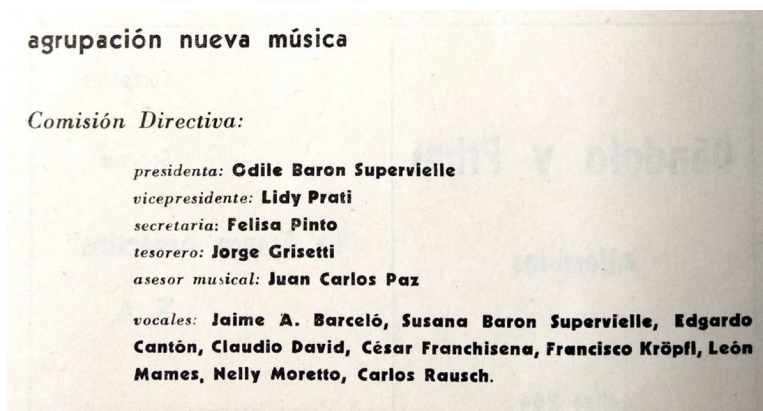 agrupación nueva música
Comisión Directiva:
presidenta: Odile Baron Supervielle
vicepresidente: Lidy Prati
secretaria: Felisa Pinto
tesorero: Jorge Grisetti
asesor musical: Juan Carlos Paz
vocales: Jaime A. Barceló, Susana Baron Supervielle, Edgardo
Cantón, Claudio David, César Franchisena, Francisco Kröpfl, León
Mames, Nelly Moretto, Carlos Rausch.